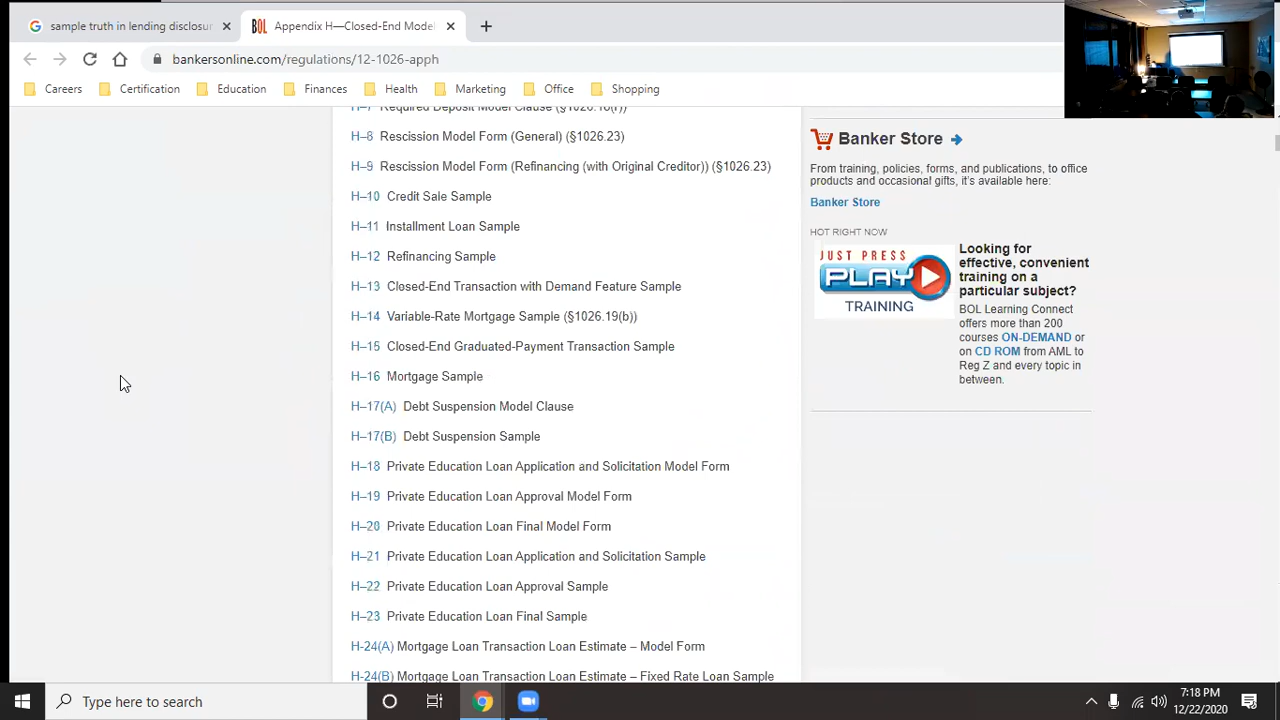 sample truth in lending disclosur
BOL Appendix H—Closed-End Model
bankersonline.com/regulations/12-1026-apph
Careers
Certification
Education
Finances
Health
Marketing
Office
Shopping
H–7 Required Deposit Model Clause (§1026.18(r))
H–8 Rescission Model Form (General) (§1026.23)
H–9 Rescission Model Form (Refinancing (with Original Creditor)) (§1026.23)
H–10 Credit Sale Sample
H–11 Installment Loan Sample
H–12 Refinancing Sample
H–13 Closed-End Transaction with Demand Feature Sample
H–14 Variable-Rate Mortgage Sample (§1026.19(b))
H–15 Closed-End Graduated-Payment Transaction Sample
H–16 Mortgage Sample
H–17(A) Debt Suspension Model Clause
H–17(B) Debt Suspension Sample
H–18 Private Education Loan Application and Solicitation Model Form
H–19 Private Education Loan Approval Model Form
H–20 Private Education Loan Final Model Form
H–21 Private Education Loan Application and Solicitation Sample
H–22 Private Education Loan Approval Sample
H–23 Private Education Loan Final Sample
H-24(A) Mortgage Loan Transaction Loan Estimate – Model Form
H-24(B) Mortgage Loan Transaction Loan Estimate – Fixed Rate Loan Sample
Banker Store
From training, policies, forms, and publications, to office
products and occasional gifts, it's available here:
Banker Store
HOT RIGHT NOW
JUST PRESS
PLAY
TRAINING
Looking for
effective, convenient
training on a
particular subject?
BOL Learning Connect
offers more than 200
courses ON-DEMAND or
on CD ROM from AML to
Reg Z and every topic in
between.
Type here to search
7:18 PM
12/22/2020